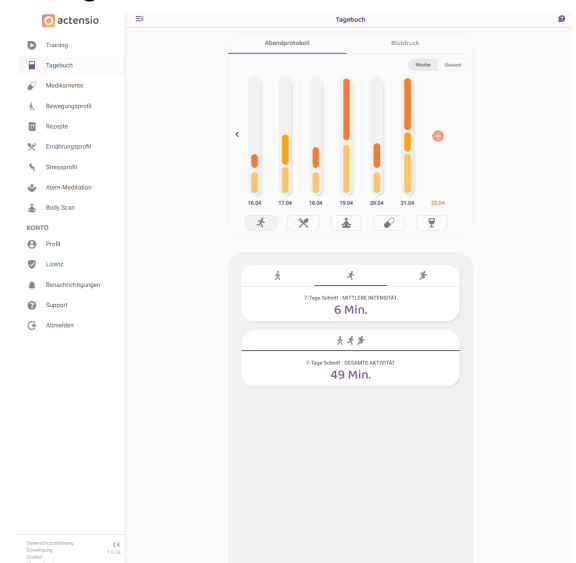 actensio
Tagebuch
Training
Tagebuch
Medikamente
Bewegungsprofil
Rezepte
Ernährungsprofil
Stressprofil
Atem-Meditation
Body Scan
KONTO
Profil
Lizenz
Benachrichtigungen
Support
Abmelden
Datenschutzerklärung
Einwilligung
Quellen
1.0.16
Abendprotokoll Blutdruck
Woche Gesamt
16.04 17.04 18.04 19.04 20.04 21.04 22.04
7-Tage Schnitt : MITTLERE INTENSITÄT
6 Min.
7-Tage Schnitt : GESAMTE AKTIVITÄT
49 Min.